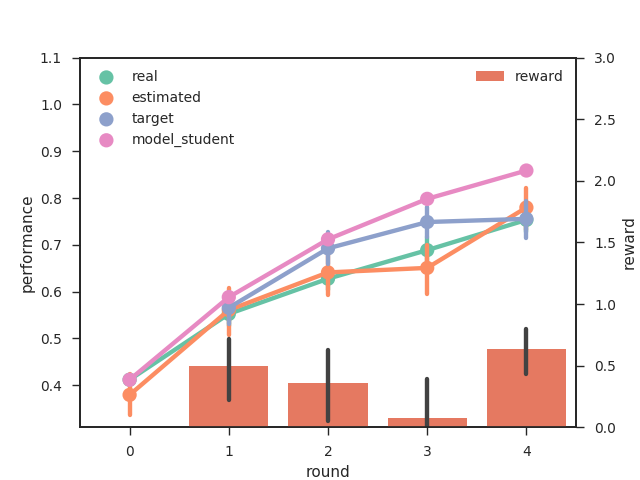 real
estimated
target
model_student
reward
1.1
1.0
0.9
0.8
0.7
0.6
0.5
0.4
performance
3.0
2.5
2.0
1.5
1.0
0.5
0.0
reward
0 1 2 3 4
round